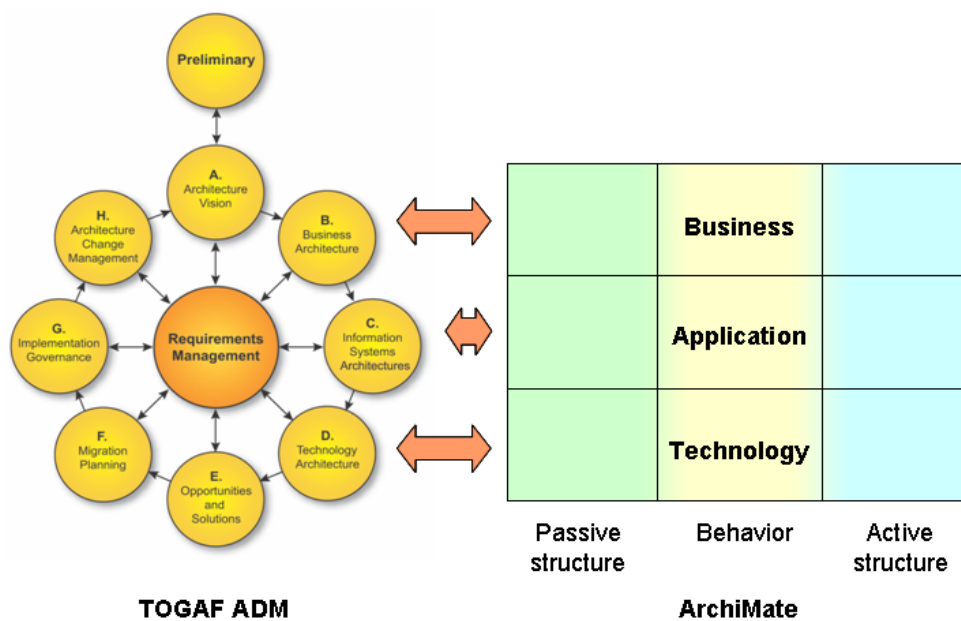 Preliminary
A.
Architecture
Vision
H.
Architecture
Change
Management
B.
Business
Architecture
G.
Implementation
Governance
Requirements
Management
C.
Information
Systems
Architectures
F.
Migration
Planning
D.
Technology
Architecture
E.
Opportunities
and
Solutions
TOGAF ADM
Business
Application
Technology
Passive
structure
Behavior
Active
structure
ArchiMate